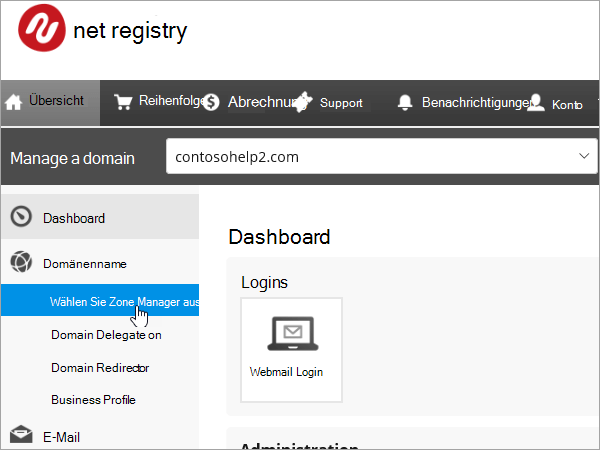 net registry
Übersicht Reihenfolge Abrechnung Support Benachrichtigungen Konto
Manage a domain contosohelp2.com
Dashboard
Domänenname
Wählen Sie Zone Manager aus
Domain Delegate on
Domain Redirector
Business Profile
E-Mail
Dashboard
Logins
Webmail Login
Administration